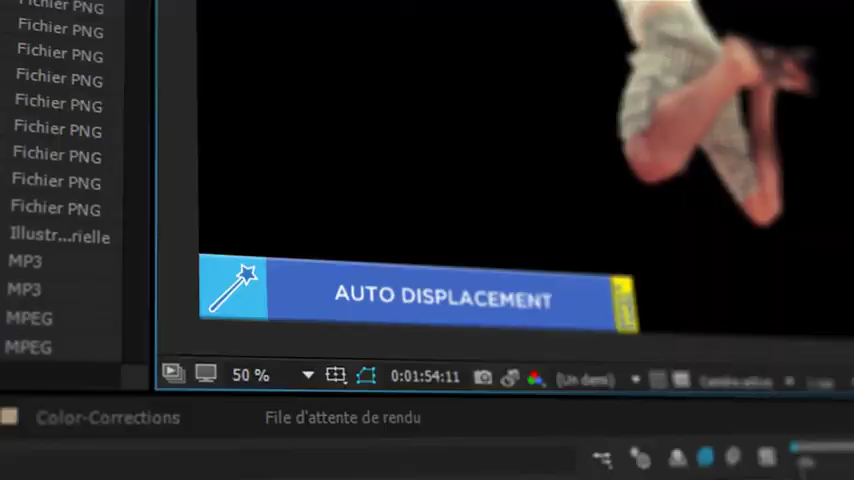 Fichier PNG
Fichier PNG
Fichier PNG
Fichier PNG
Fichier PNG
Fichier PNG
Fichier PNG
Fichier PNG
Fichier PNG
Illustr...rielle
MP3
MP3
MPEG
MPEG
AUTO DISPLACEMENT
50 %
0:01:54:11
(Un demi)
Color-Corrections
File d'attente de rendu